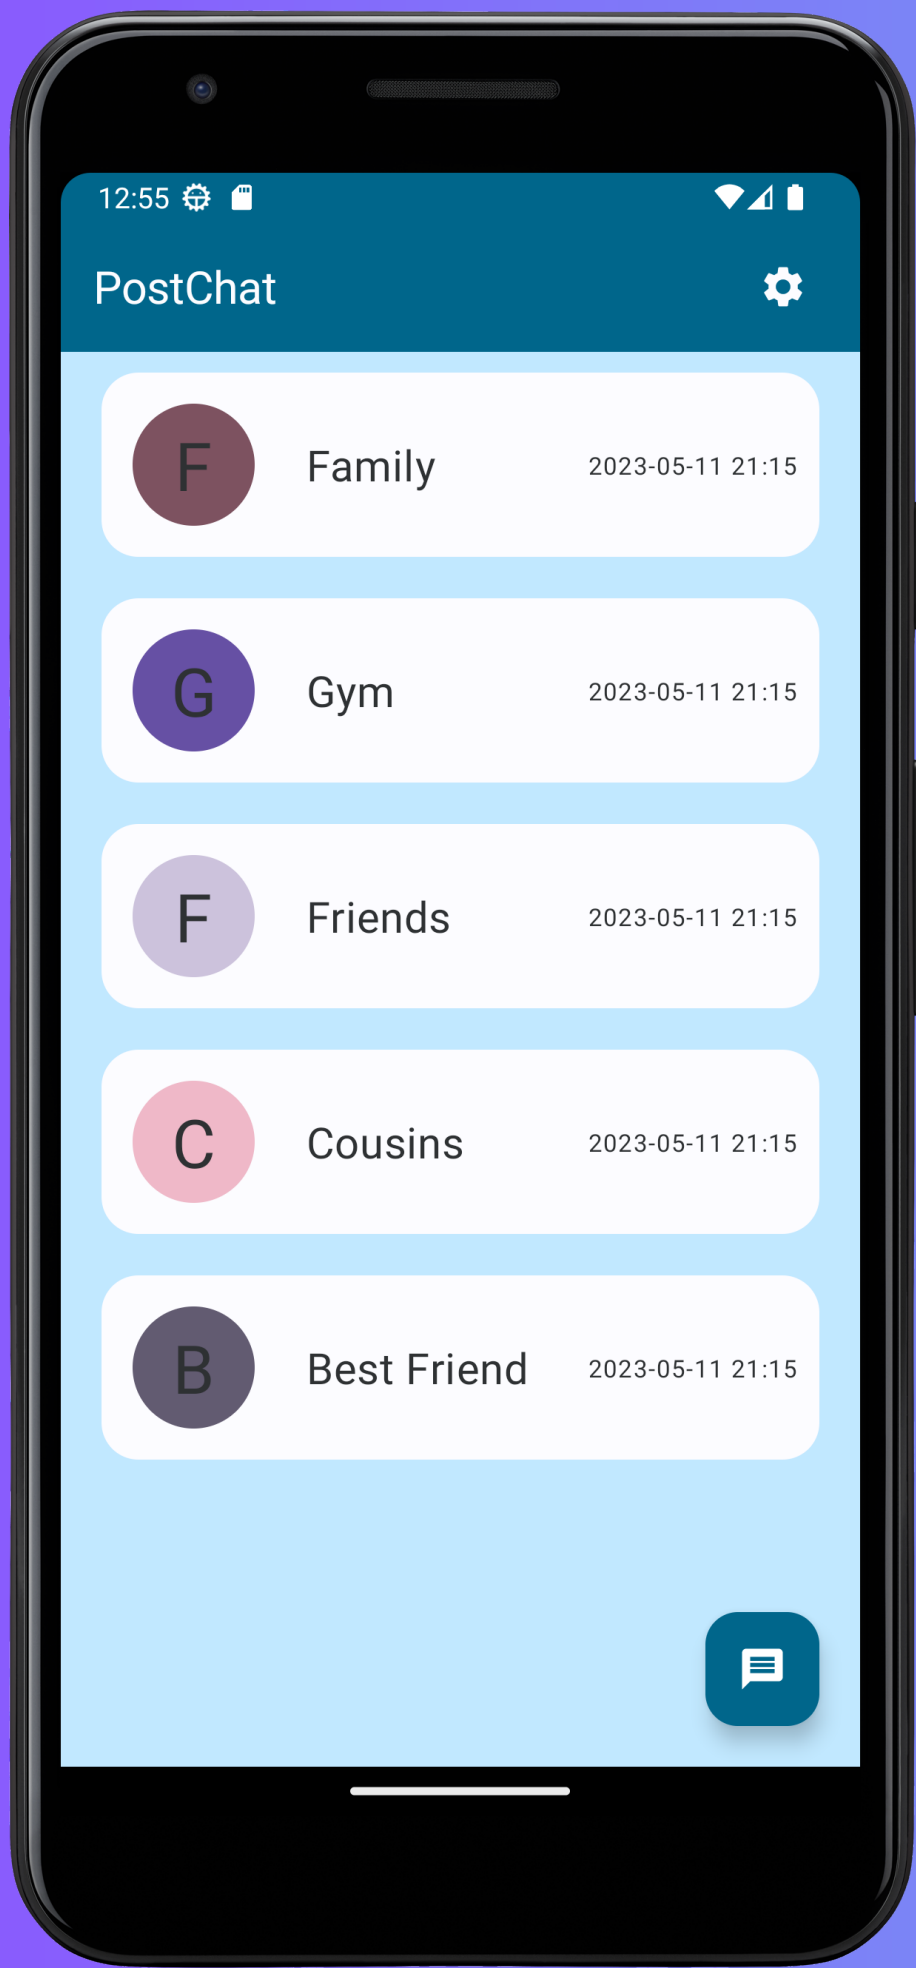 12:55
PostChat
F Family 2023-05-11 21:15
G Gym 2023-05-11 21:15
F Friends 2023-05-11 21:15
C Cousins 2023-05-11 21:15
B Best Friend 2023-05-11 21:15